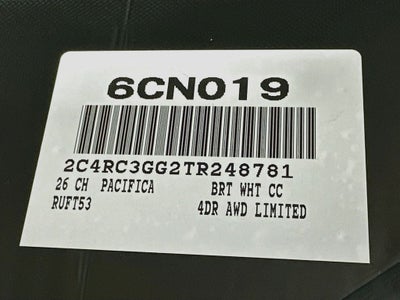 6CN019
2C4RC3GG2TR248781
26 CH PACIFICA BRT WHT CC
RUFT53 4DR AWD LIMITED